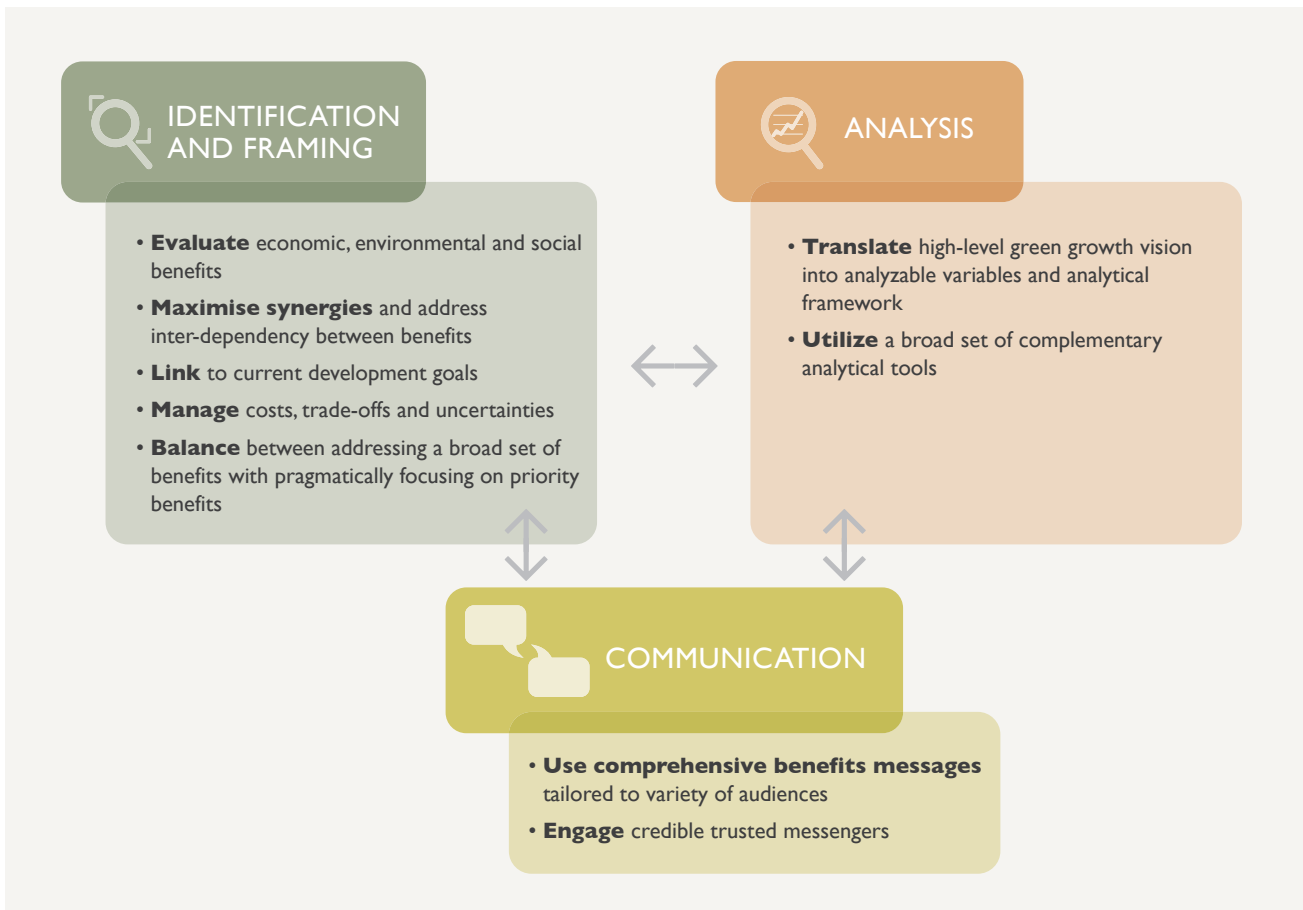 IDENTIFICATION
AND FRAMING
• Evaluate economic, environmental and social
benefits
• Maximise synergies and address
inter-dependency between benefits
• Link to current development goals
• Manage costs, trade-offs and uncertainties
• Balance between addressing a broad set of
benefits with pragmatically focusing on priority
benefits
ANALYSIS
• Translate high-level green growth vision
into analyzable variables and analytical
framework
• Utilize a broad set of complementary
analytical tools
COMMUNICATION
• Use comprehensive benefits messages
tailored to variety of audiences
• Engage credible trusted messengers